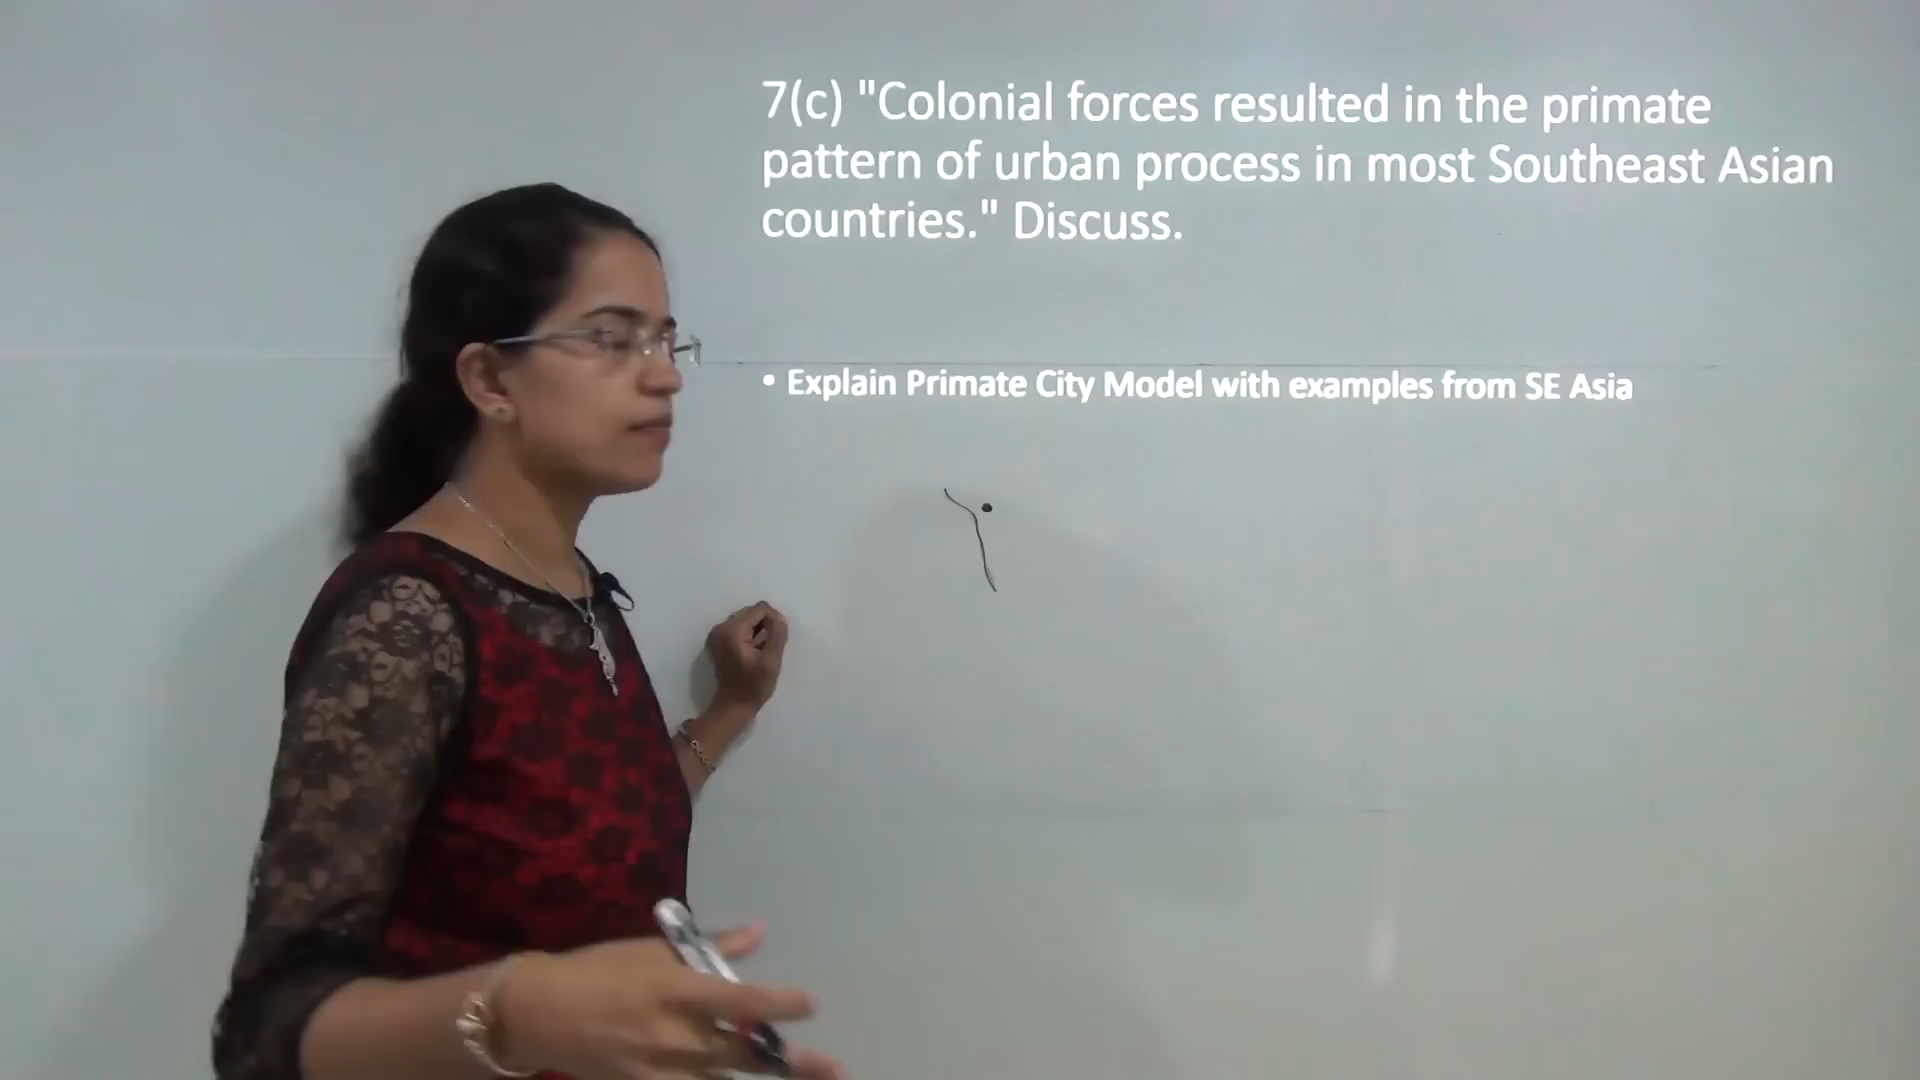 7(c) "Colonial forces resulted in the primate
pattern of urban process in most Southeast Asian
countries." Discuss.
• Explain Primate City Model with examples from SE Asia